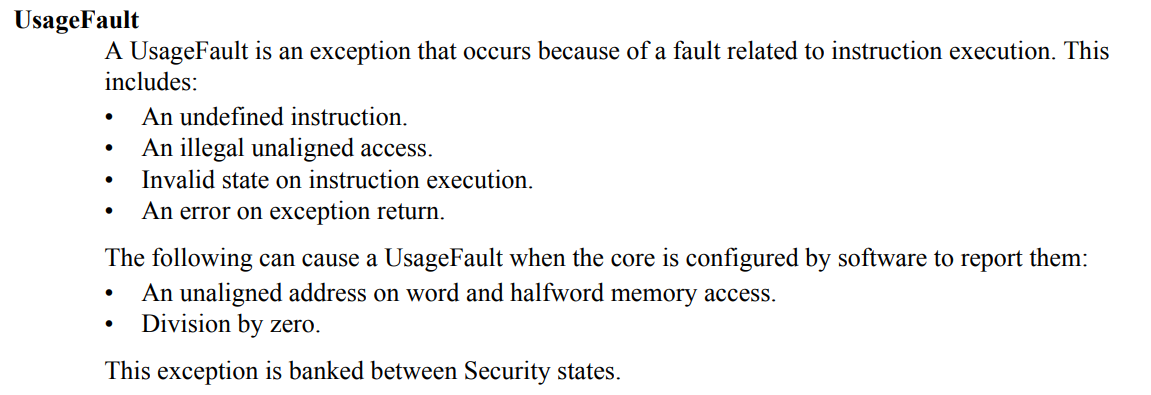 UsageFault
A UsageFault is an exception that occurs because of a fault related to instruction execution. This
includes:
• An undefined instruction.
• An illegal unaligned access.
• Invalid state on instruction execution.
• An error on exception return.
The following can cause a UsageFault when the core is configured by software to report them:
• An unaligned address on word and halfword memory access.
• Division by zero.
This exception is banked between Security states.